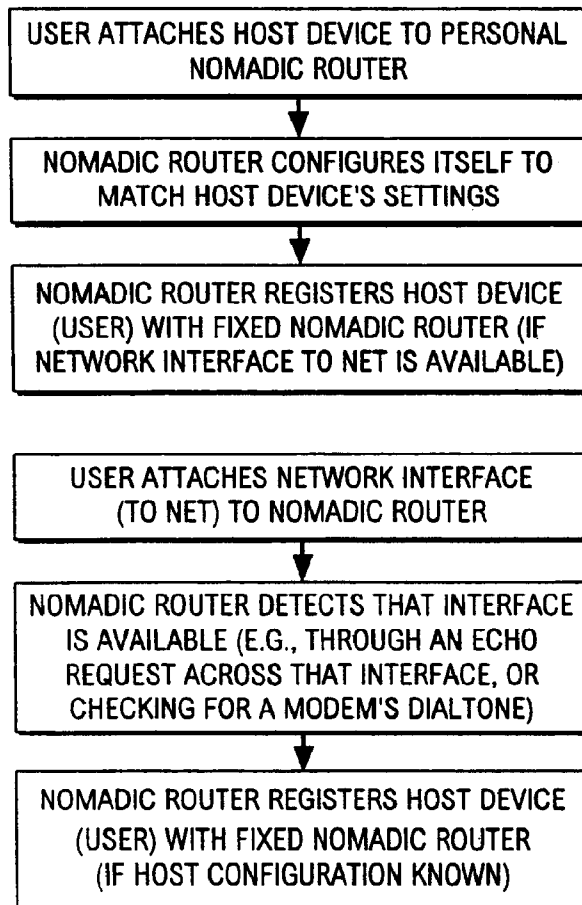 USER ATTACHES HOST DEVICE TO PERSONAL
NOMADIC ROUTER
NOMADIC ROUTER CONFIGURES ITSELF TO
MATCH HOST DEVICE'S SETTINGS
NOMADIC ROUTER REGISTERS HOST DEVICE
(USER) WITH FIXED NOMADIC ROUTER (IF
NETWORK INTERFACE TO NET IS AVAILABLE)
USER ATTACHES NETWORK INTERFACE
(TO NET) TO NOMADIC ROUTER
NOMADIC ROUTER DETECTS THAT INTERFACE
IS AVAILABLE (E.G., THROUGH AN ECHO
REQUEST ACROSS THAT INTERFACE, OR
CHECKING FOR A MODEM'S DIALTONE)
NOMADIC ROUTER REGISTERS HOST DEVICE
(USER) WITH FIXED NOMADIC ROUTER
(IF HOST CONFIGURATION KNOWN)